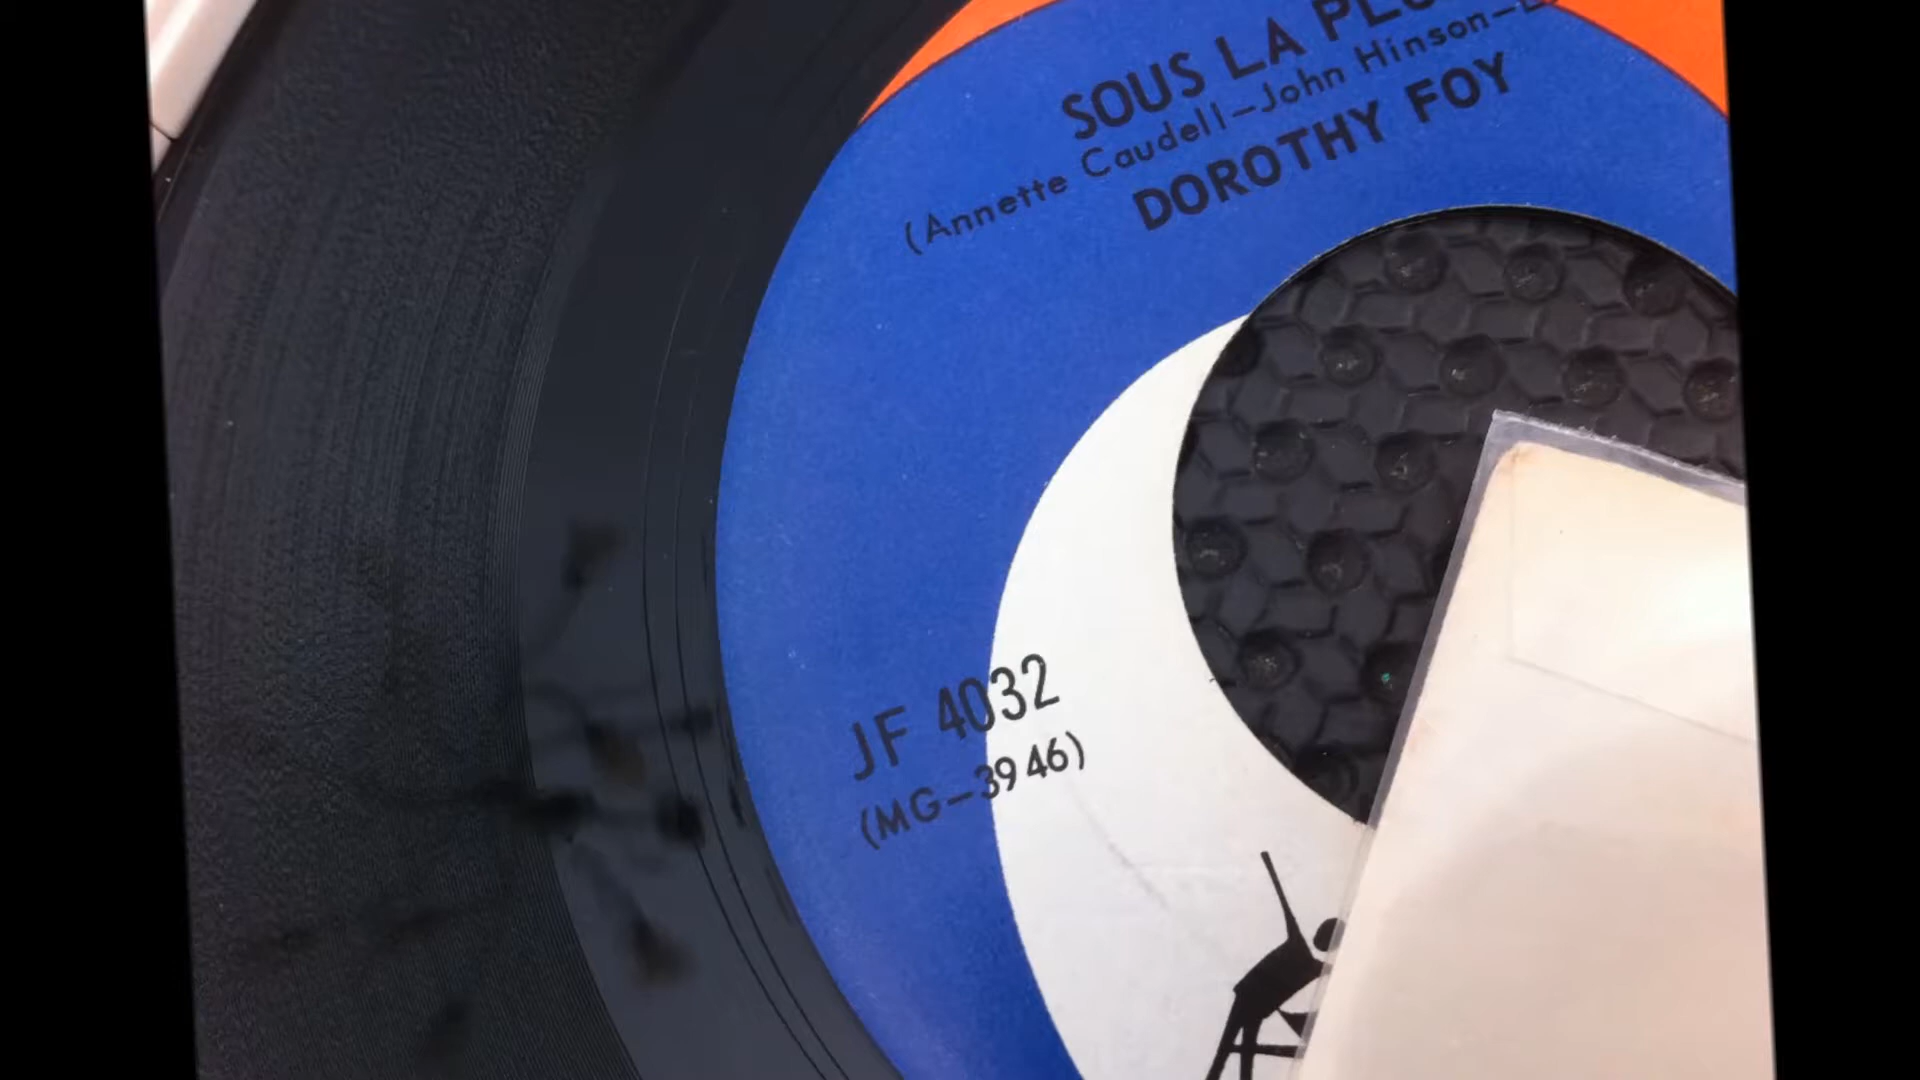 SOUS LA
(Annette Caudell–John Hinson–
DOROTHY FOY
JF 4032
(MG–3946)